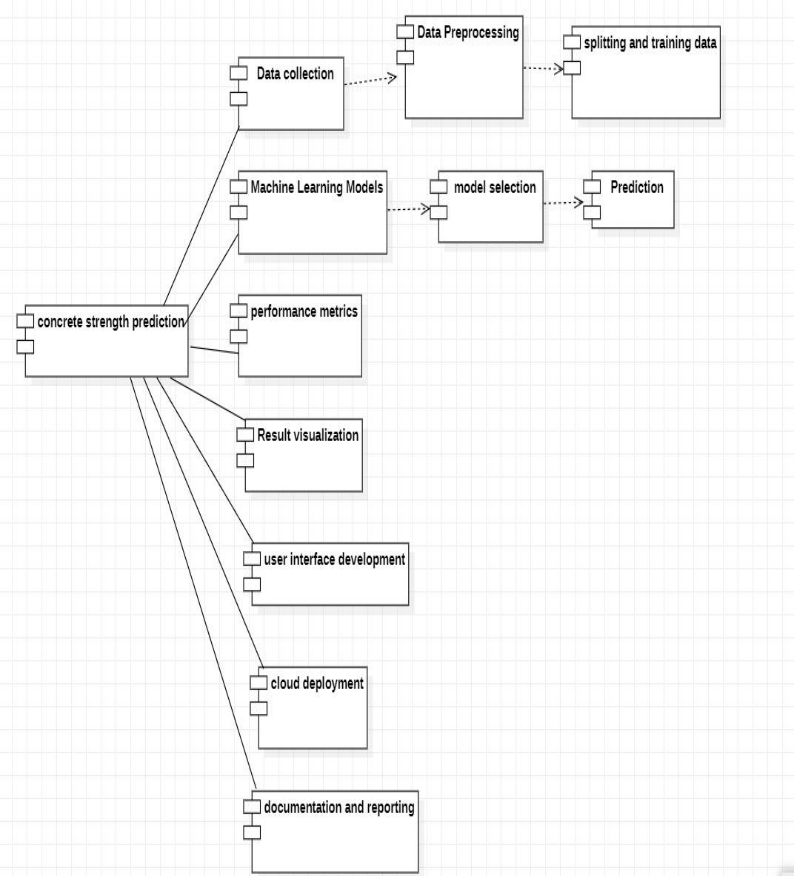 Data Preprocessing
splitting and training data
Data collection
Machine Learning Models
model selection
Prediction
concrete strength prediction
performance metrics
Result visualization
user interface development
cloud deployment
documentation and reporting